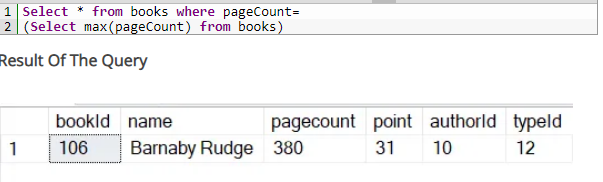 1 Select * from books where pageCount=
2 (Select max(pageCount) from books)
Result Of The Query
bookId name pagecount point authorId typeId
1 106 Barnaby Rudge 380 31 10 12